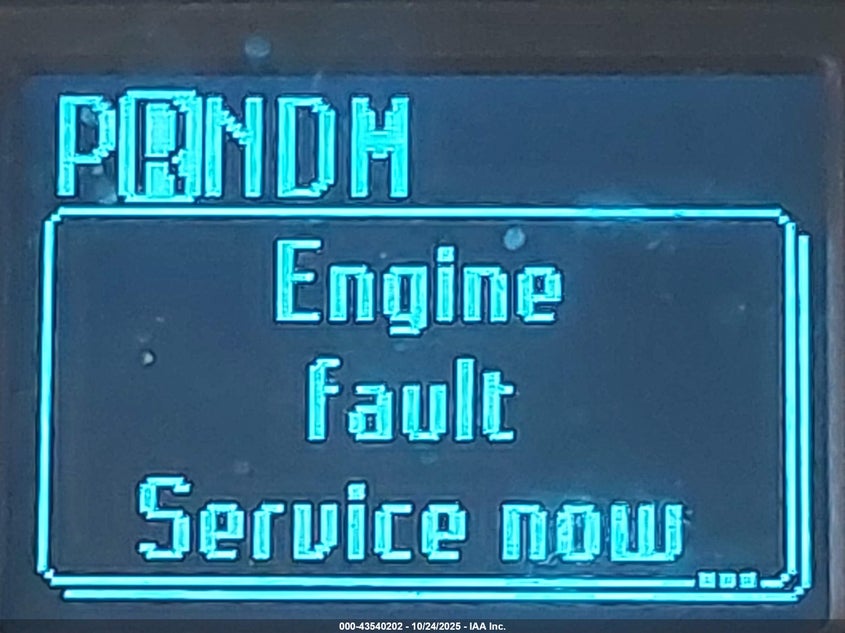 PRNDM
Engine
fault
Service now
000-43540202 - 10/24/2025 - IAA Inc.